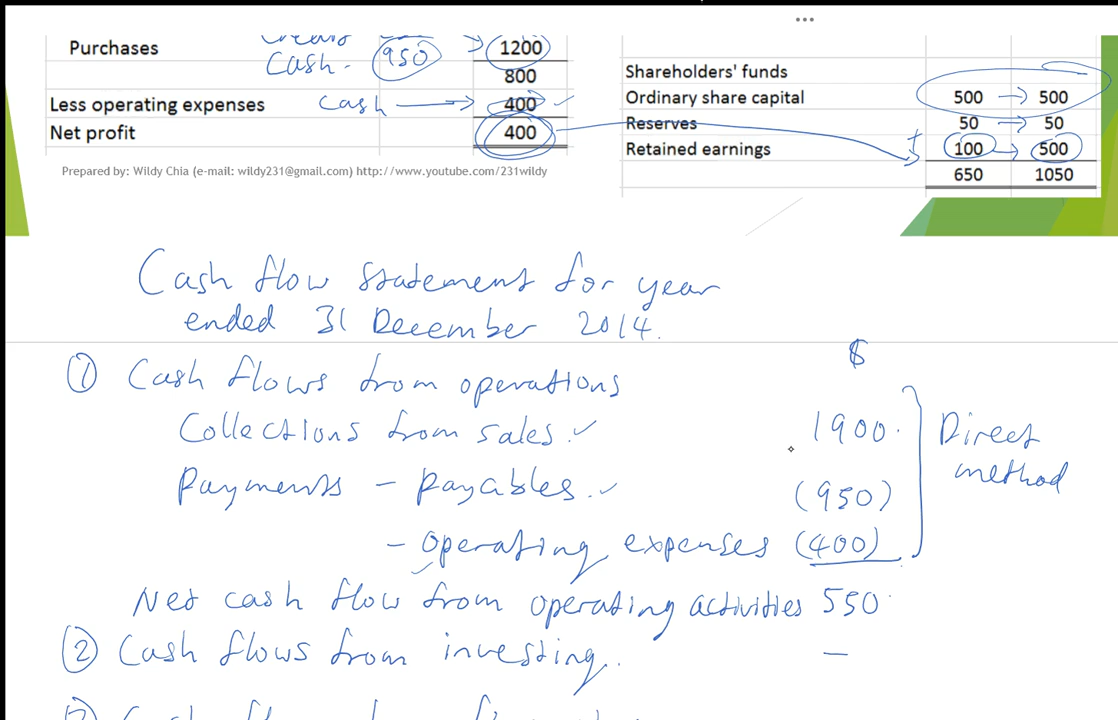 Purchases 950 1200
Cash -
800
Less operating expenses cash 400
Net profit 400
Prepared by: Wildy Chia (e-mail: wildy231@gmail.com) http://www.youtube.com/231wildy
Shareholders' funds
Ordinary share capital 500 500
Reserves 50 50
Retained earnings 100 500
650 1050
Cash flow statement for year
ended 31 December 2014.
$
① Cash flows from operations
Collections from sales. 1900. Direct
method
Payments - payables. (950)
- operating expenses (400)
Net cash flow from operating activities 550
② Cash flows from investing. —